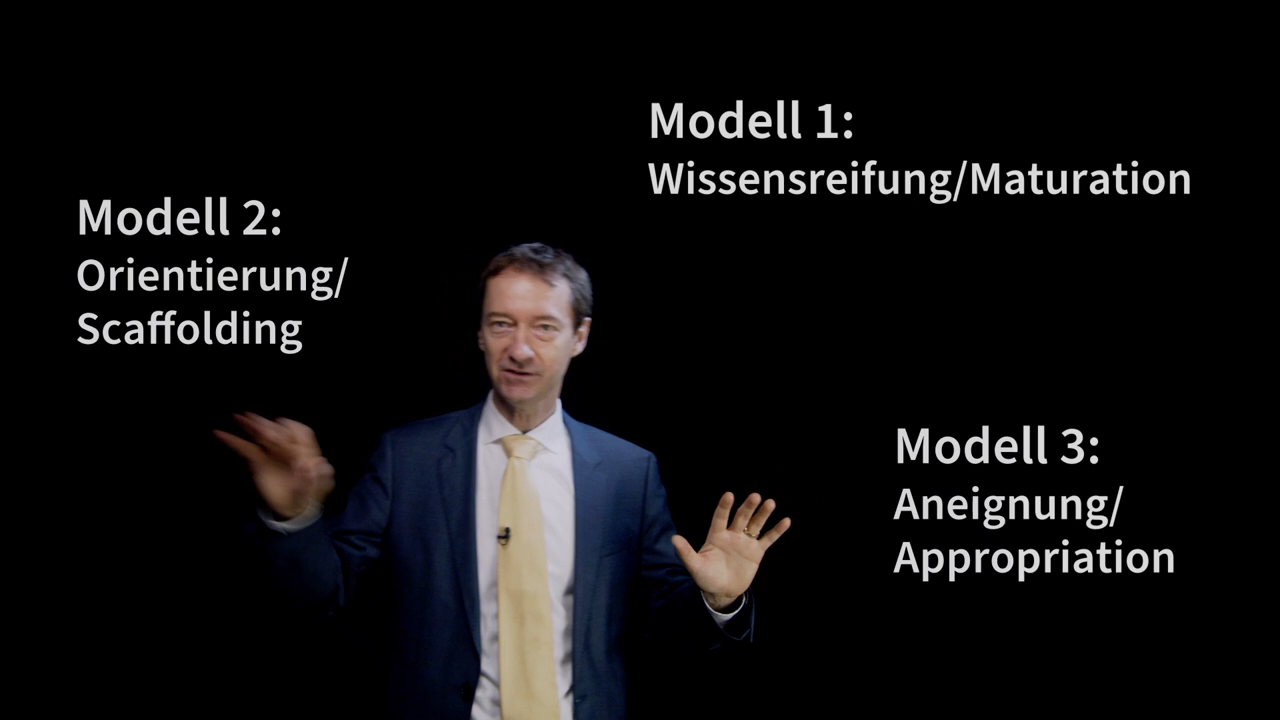 Modell 1:
Wissensreifung/Maturation
Modell 2:
Orientierung/
Scaffolding
Modell 3:
Aneignung/
Appropriation